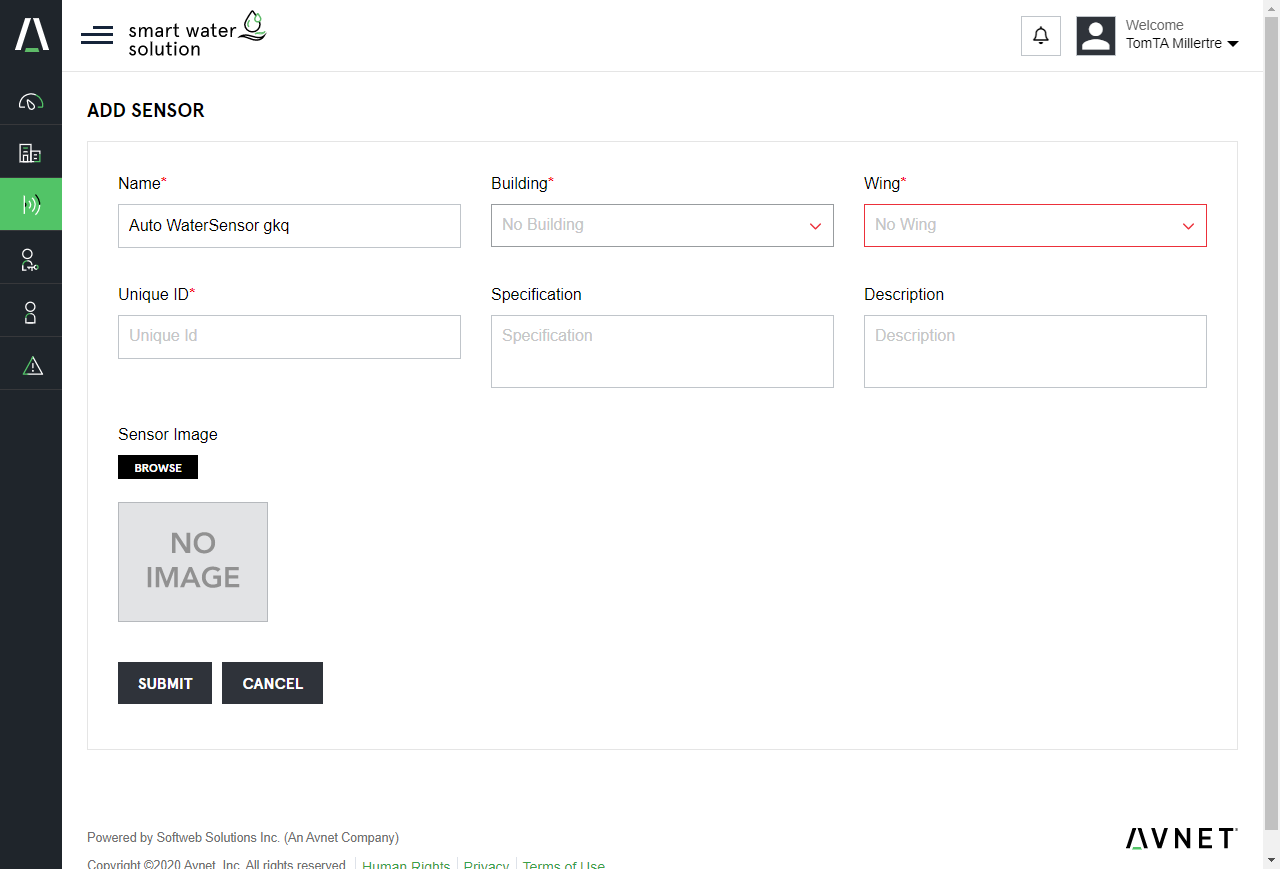 smart water
solution
Welcome
TomTA Millertre
ADD SENSOR
Name*
Building*
Wing*
Auto WaterSensor gkq
No Building
No Wing
Unique ID*
Specification
Description
Unique Id
Specification
Description
Sensor Image
BROWSE
NO
IMAGE
SUBMIT
CANCEL
Powered by Softweb Solutions Inc. (An Avnet Company)
AVNET
Copyright ©2020 Avnet, Inc. All rights reserved. Human Rights Privacy Terms of Use